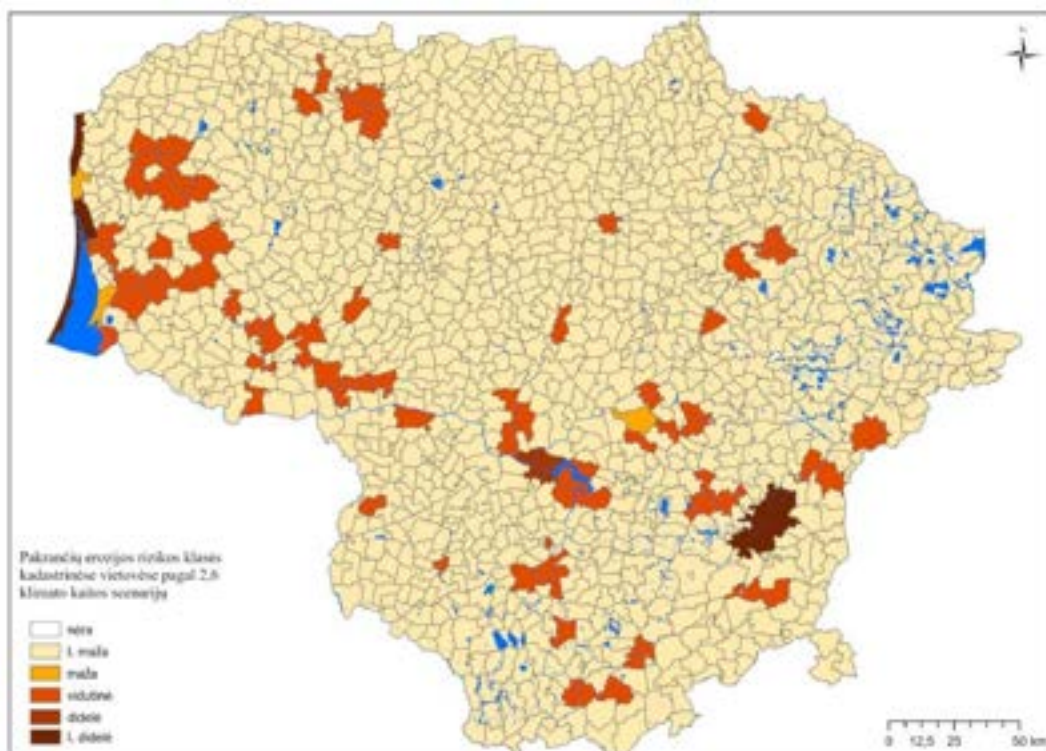 Pakrančių erozijos rizikos klasės
kadastrinėse vietovėse pagal 2,6
klimato kaitos scenarijų
nėra
l. maža
maža
vidutinė
didelė
l. didelė
0 12,5 25 50 km